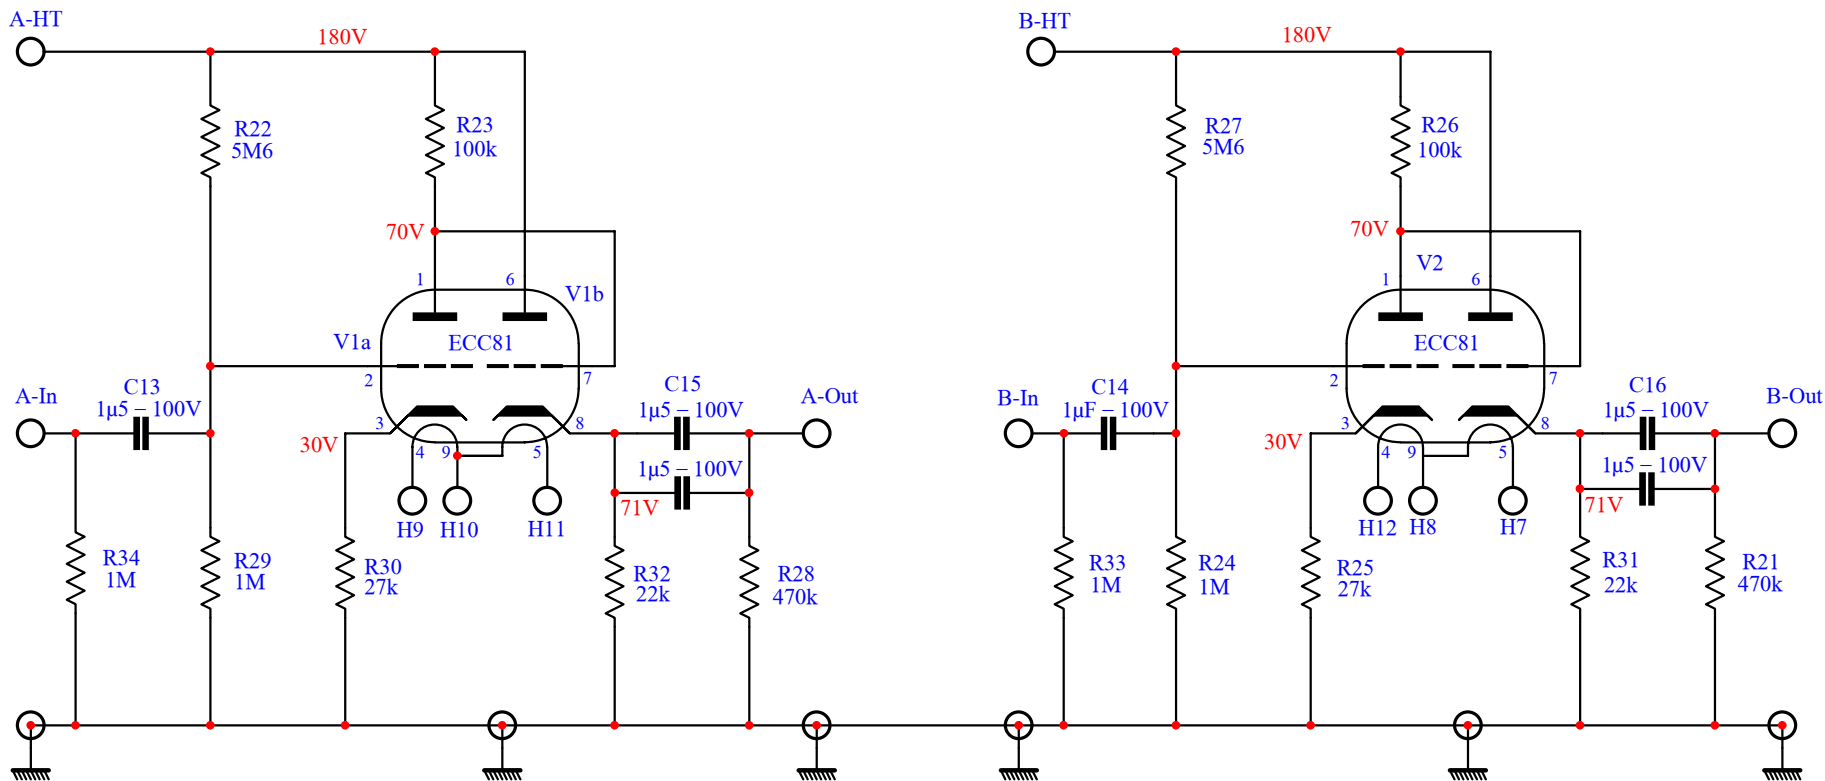 A-HT
180V
R22
5M6
R23
100k
70V
1
6
V1b
V1a
ECC81
2
7
A-In
C13
1µ5 – 100V
3
30V
4
9
5
8
C15
1µ5 – 100V
A-Out
1µ5 – 100V
71V
H9
H10
H11
R34
1M
R29
1M
R30
27k
R32
22k
R28
470k
B-HT
180V
R27
5M6
R26
100k
70V
V2
1
6
ECC81
2
7
B-In
C14
1µF – 100V
3
30V
4
9
5
8
C16
1µ5 – 100V
B-Out
1µ5 – 100V
71V
H12
H8
H7
R33
1M
R24
1M
R25
27k
R31
22k
R21
470k